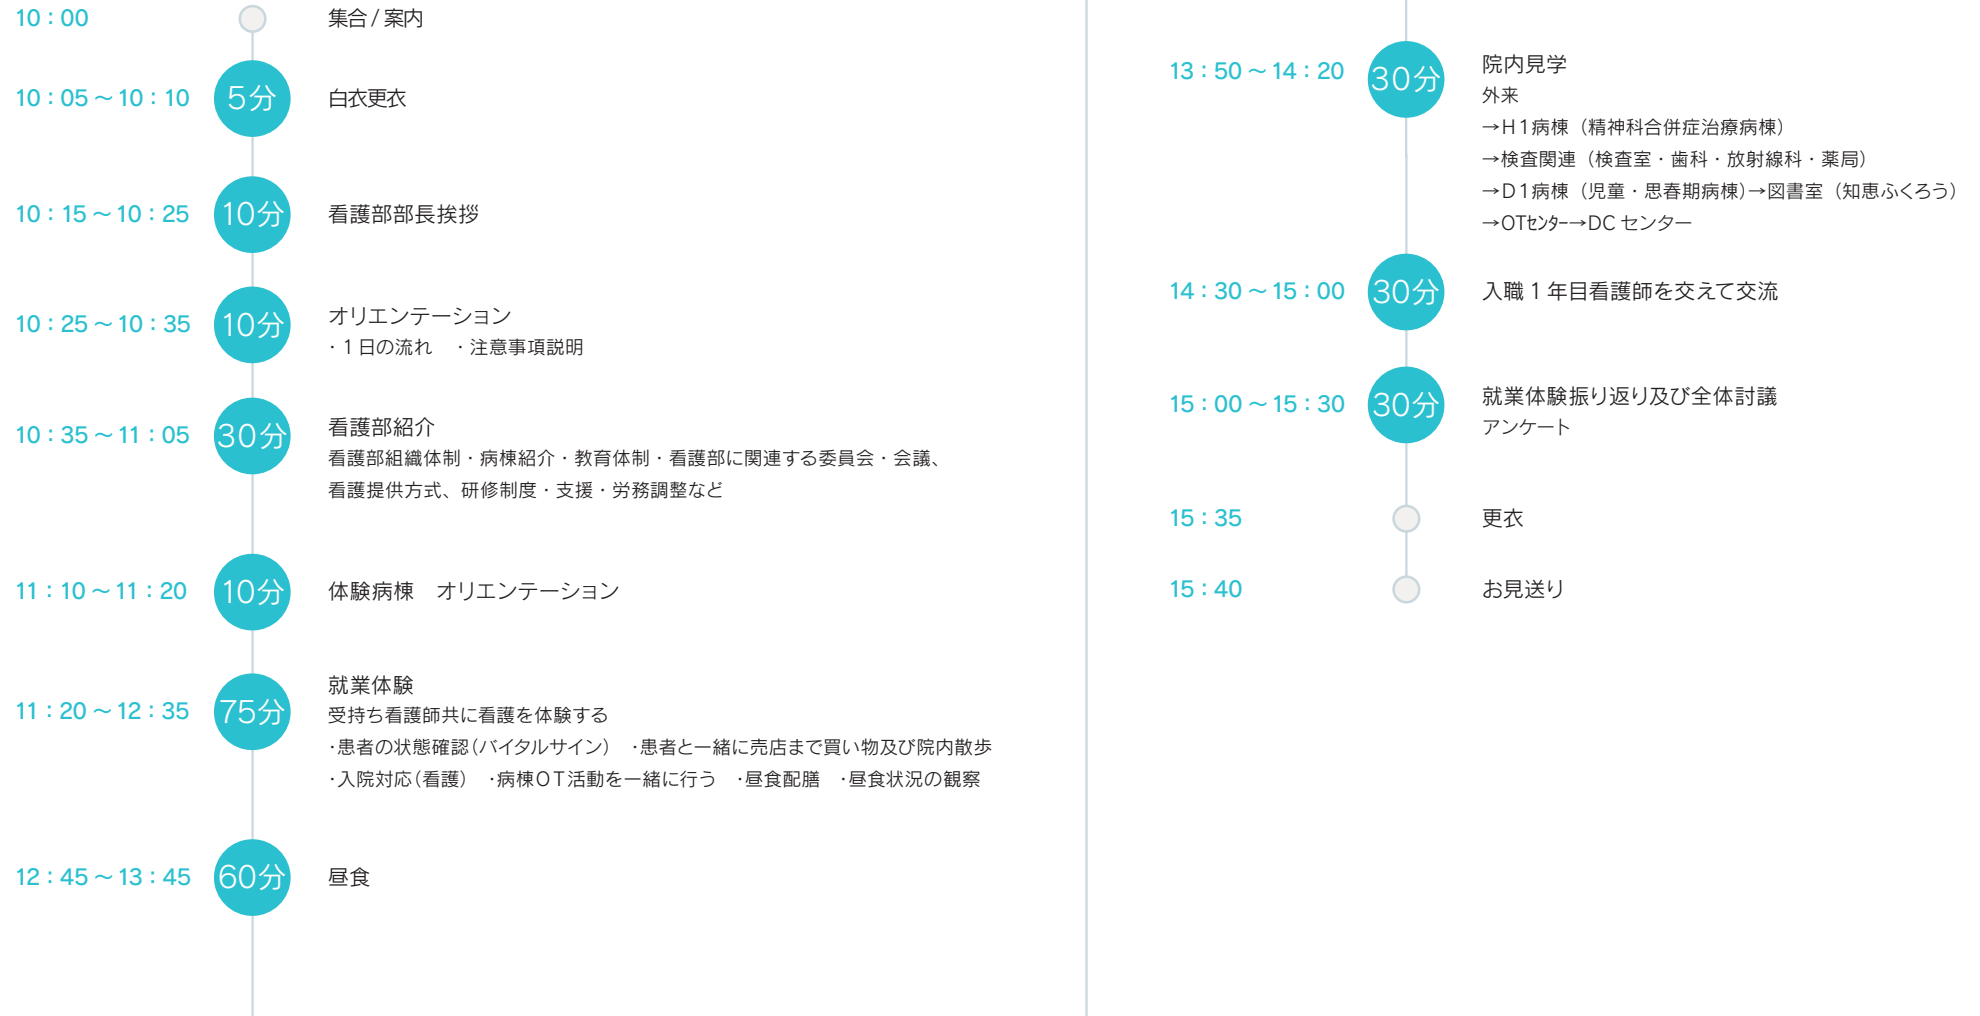 10：00 集合 / 案内
10：05～10：10 5分 白衣更衣
10：15～10：25 10分 看護部部長挨拶
10：25～10：35 10分 オリエンテーション
・1日の流れ　・注意事項説明
10：35～11：05 30分 看護部紹介
看護部組織体制・病棟紹介・教育体制・看護部に関連する委員会・会議、
看護提供方式、研修制度・支援・労務調整など
11：10～11：20 10分 体験病棟　オリエンテーション
11：20～12：35 75分 就業体験
受持ち看護師共に看護を体験する
・患者の状態確認（バイタルサイン）　・患者と一緒に売店まで買い物及び院内散歩
・入院対応（看護）　・病棟OT活動を一緒に行う　・昼食配膳　・昼食状況の観察
12：45～13：45 60分 昼食
13：50～14：20 30分 院内見学
外来
→H1病棟（精神科合併症治療病棟）
→検査関連（検査室・歯科・放射線科・薬局）
→D1病棟（児童・思春期病棟）→図書室（知恵ふくろう）
→OTｾﾝﾀｰ→DC センター
14：30～15：00 30分 入職1年目看護師を交えて交流
15：00～15：30 30分 就業体験振り返り及び全体討議
アンケート
15：35 更衣
15：40 お見送り